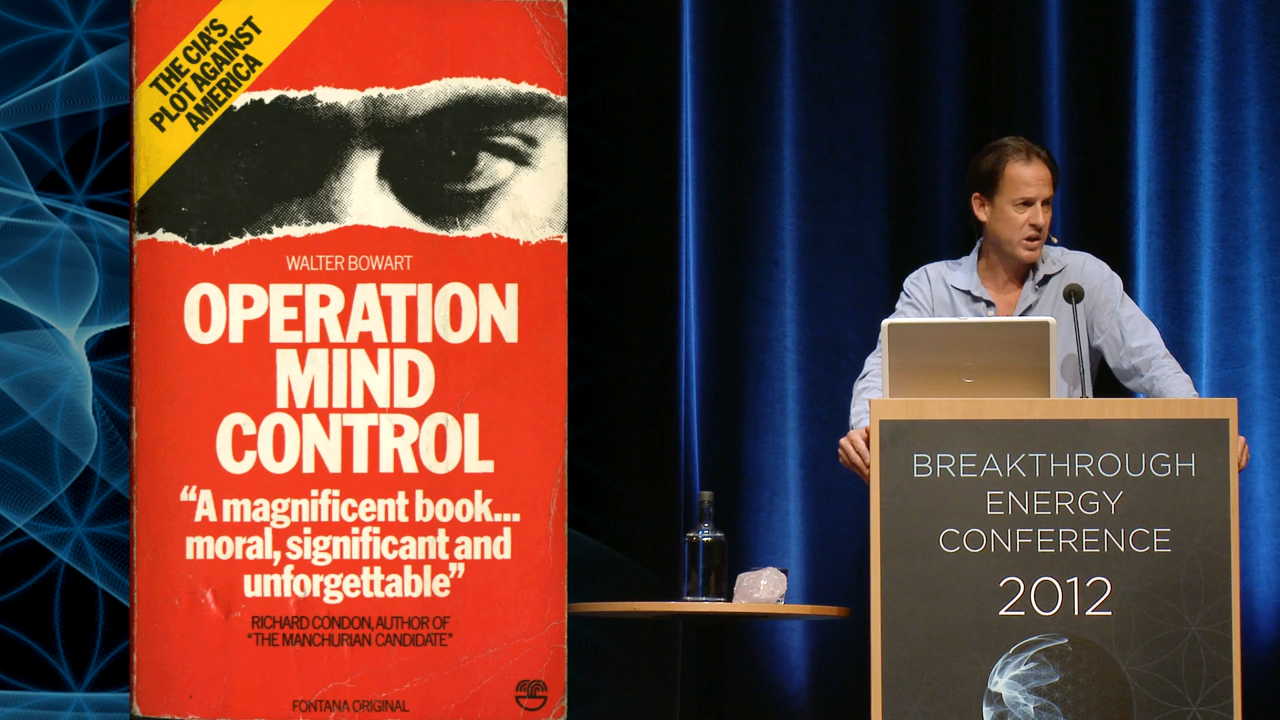 THE CIA'S
PLOT AGAINST
AMERICA
WALTER BOWART
OPERATION
MIND
CONTROL
“A magnificent book...
moral, significant and
unforgettable”
RICHARD CONDON, AUTHOR OF
“THE MANCHURIAN CANDIDATE”
FONTANA ORIGINAL
BREAKTHROUGH
ENERGY
CONFERENCE
2012